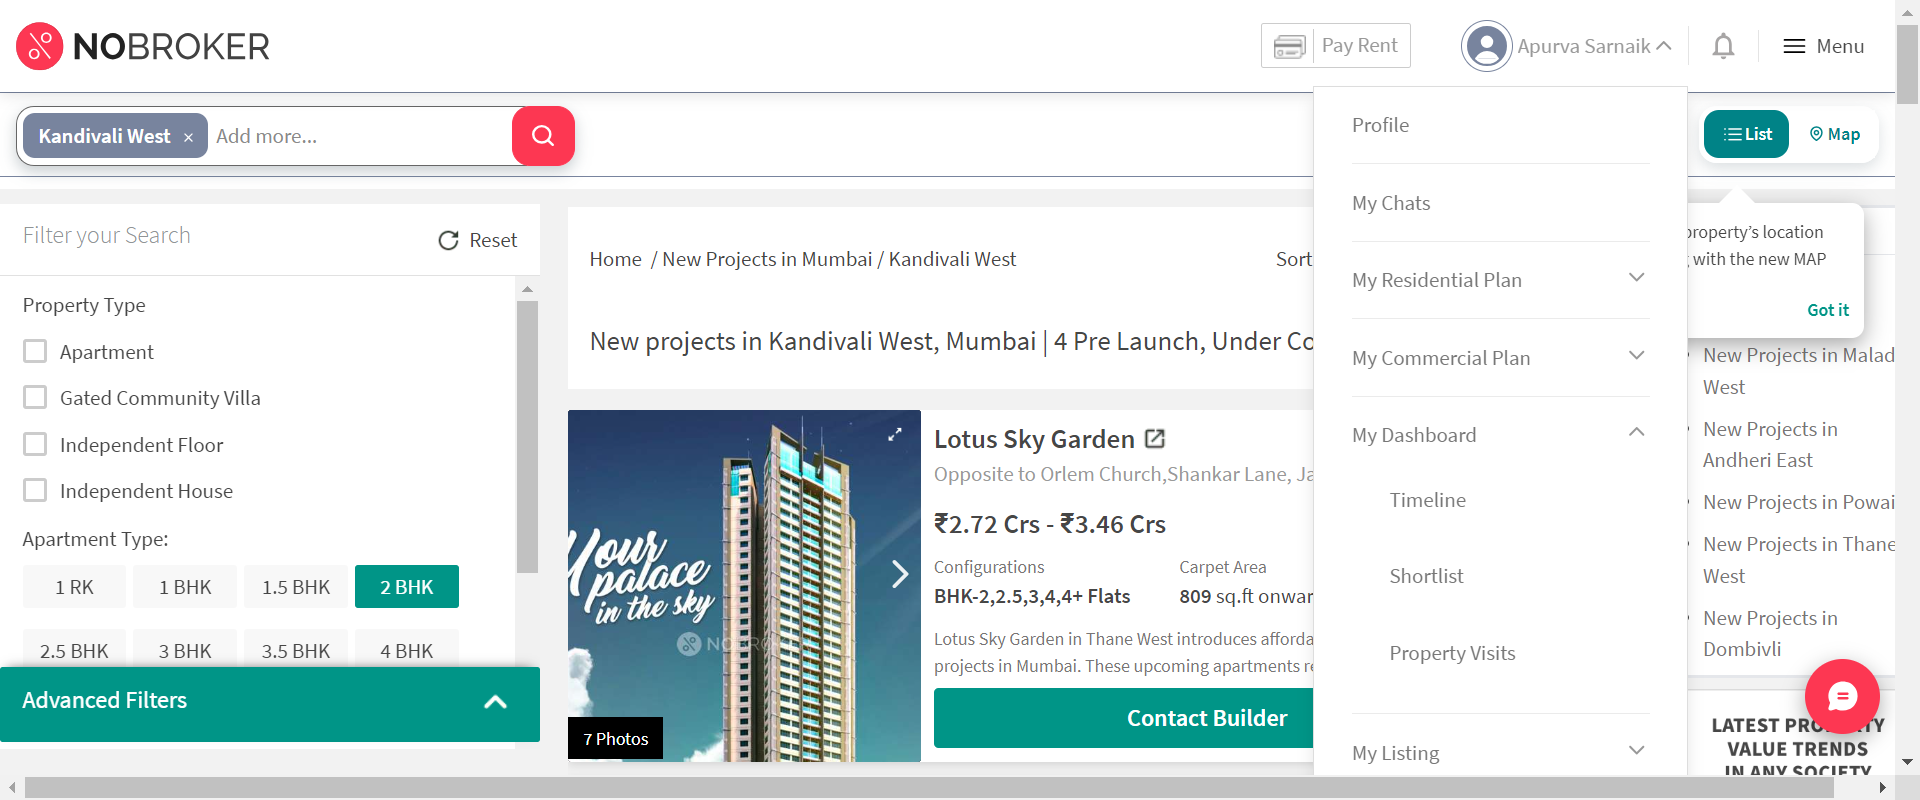 NOBROKER
Pay Rent
Apurva Sarnaik
Menu
Kandivali West ×
Add more...
List
Map
Profile
My Chats
My Residential Plan
My Commercial Plan
My Dashboard
Timeline
Shortlist
Property Visits
My Listing
property's location
with the new MAP
Got it
Filter your Search
Reset
Property Type
Apartment
Gated Community Villa
Independent Floor
Independent House
Apartment Type:
1 RK
1 BHK
1.5 BHK
2 BHK
2.5 BHK
3 BHK
3.5 BHK
4 BHK
Advanced Filters
Home / New Projects in Mumbai / Kandivali West
Sort
New projects in Kandivali West, Mumbai | 4 Pre Launch, Under Co
Your
palace
in the sky
NOBRO
7 Photos
Lotus Sky Garden
Opposite to Orlem Church,Shankar Lane, Ja
₹2.72 Crs - ₹3.46 Crs
Configurations
BHK-2,2.5,3,4,4+ Flats
Carpet Area
809 sq.ft onwar
Lotus Sky Garden in Thane West introduces afforda
projects in Mumbai. These upcoming apartments re
Contact Builder
New Projects in Malad
West
New Projects in
Andheri East
New Projects in Powai
New Projects in Thane
West
New Projects in
Dombivli
LATEST PROPERTY
VALUE TRENDS
IN ANY SOCIETY